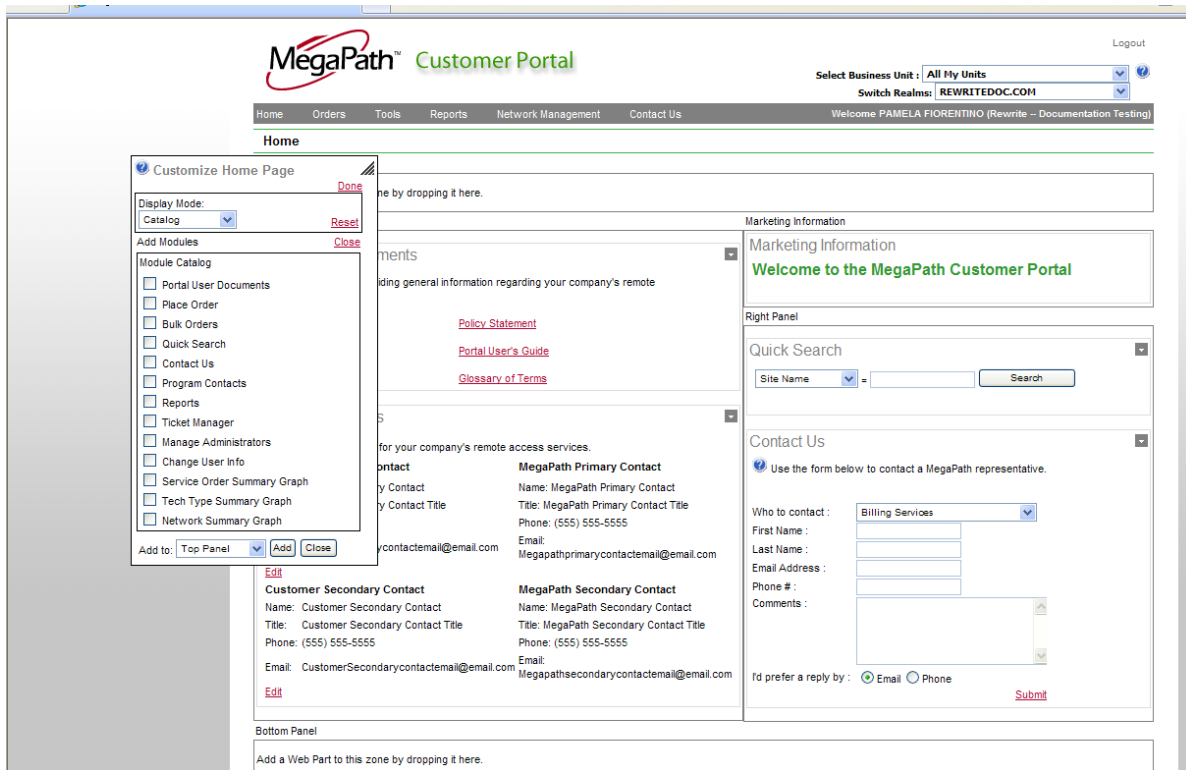 MegaPath™ Customer Portal
Logout
Select Business Unit : All My Units
Switch Realms: REWRITEDOC.COM
Home Orders Tools Reports Network Management Contact Us
Welcome PAMELA FIORENTINO (Rewrite -- Documentation Testing)
Home
Customize Home Page
Done
Display Mode:
Catalog
Reset
Add Modules
Close
Module Catalog
Portal User Documents
Place Order
Bulk Orders
Quick Search
Contact Us
Program Contacts
Reports
Ticket Manager
Manage Administrators
Change User Info
Service Order Summary Graph
Tech Type Summary Graph
Network Summary Graph
Add to: Top Panel Add Close
ne by dropping it here.
ments
iding general information regarding your company's remote
Policy Statement
Portal User's Guide
Glossary of Terms
s
for your company's remote access services.
ontact
ry Contact
ry Contact Title
ycontactemail@email.com
Edit
MegaPath Primary Contact
Name: MegaPath Primary Contact
Title: MegaPath Primary Contact Title
Phone: (555) 555-5555
Email:
Megapathprimarycontactemail@email.com
Customer Secondary Contact
Name: Customer Secondary Contact
Title: Customer Secondary Contact Title
Phone: (555) 555-5555
Email: CustomerSecondarycontactemail@email.com
Edit
MegaPath Secondary Contact
Name: MegaPath Secondary Contact
Title: MegaPath Secondary Contact Title
Phone: (555) 555-5555
Email:
Megapathsecondarycontactemail@email.com
Marketing Information
Marketing Information
Welcome to the MegaPath Customer Portal
Right Panel
Quick Search
Site Name = Search
Contact Us
Use the form below to contact a MegaPath representative.
Who to contact : Billing Services
First Name :
Last Name :
Email Address :
Phone # :
Comments :
I'd prefer a reply by : Email Phone
Submit
Bottom Panel
Add a Web Part to this zone by dropping it here.